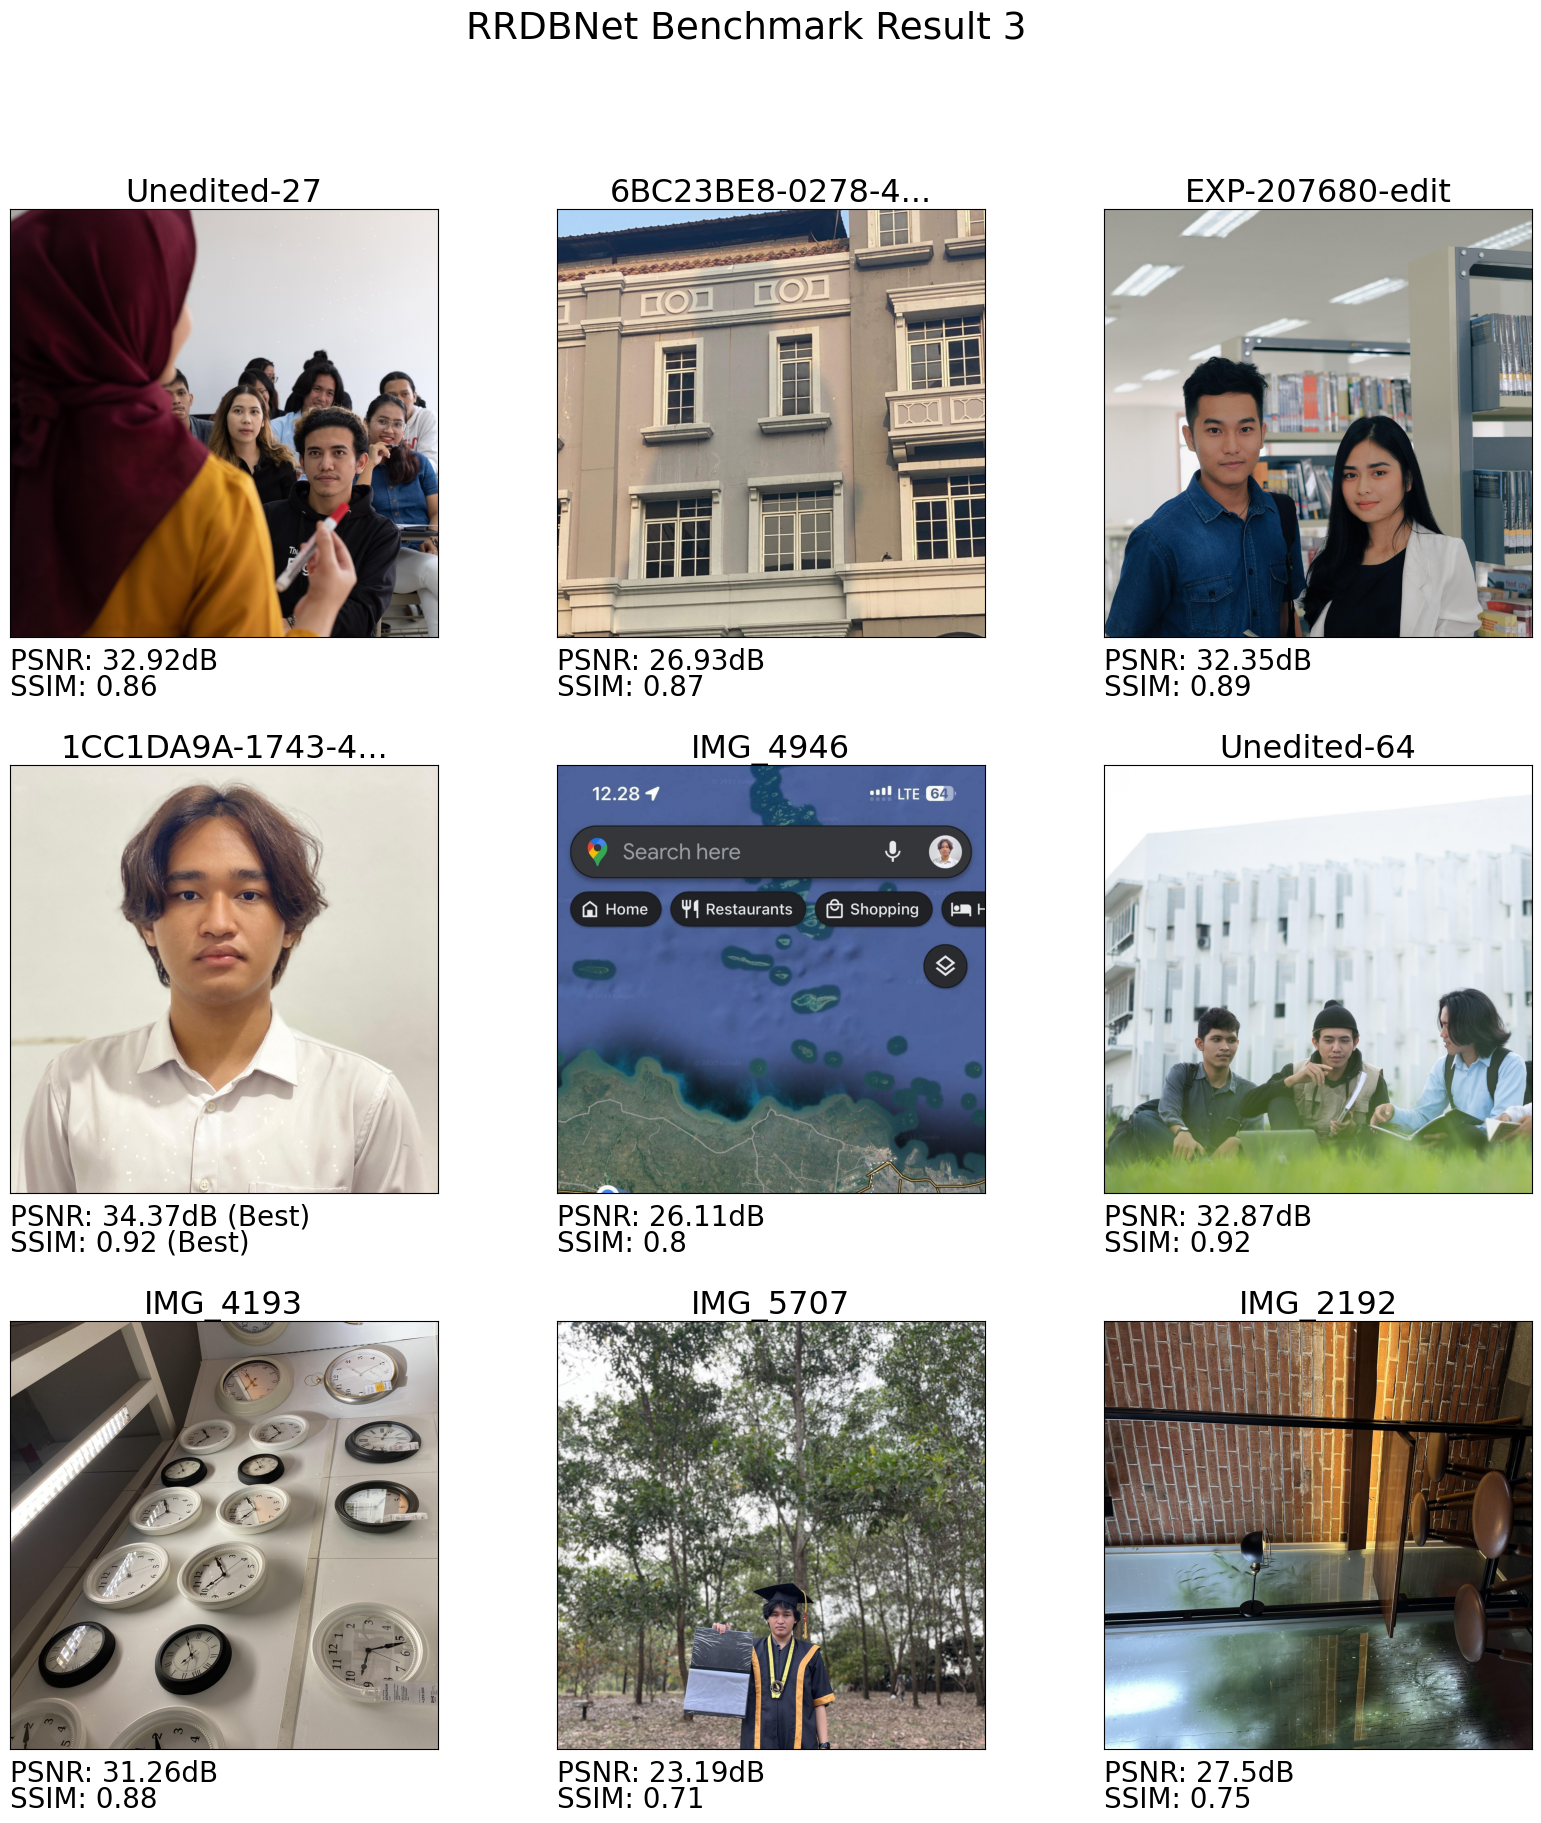 RRDBNet Benchmark Result 3
Unedited-27
6BC23BE8-0278-4...
EXP-207680-edit
PSNR: 32.92dB
SSIM: 0.86
PSNR: 26.93dB
SSIM: 0.87
PSNR: 32.35dB
SSIM: 0.89
1CC1DA9A-1743-4...
IMG_4946
Unedited-64
12.28
LTE 64
Search here
Home
Restaurants
Shopping
H
PSNR: 34.37dB (Best)
SSIM: 0.92 (Best)
PSNR: 26.11dB
SSIM: 0.8
PSNR: 32.87dB
SSIM: 0.92
IMG_4193
IMG_5707
IMG_2192
PSNR: 31.26dB
SSIM: 0.88
PSNR: 23.19dB
SSIM: 0.71
PSNR: 27.5dB
SSIM: 0.75